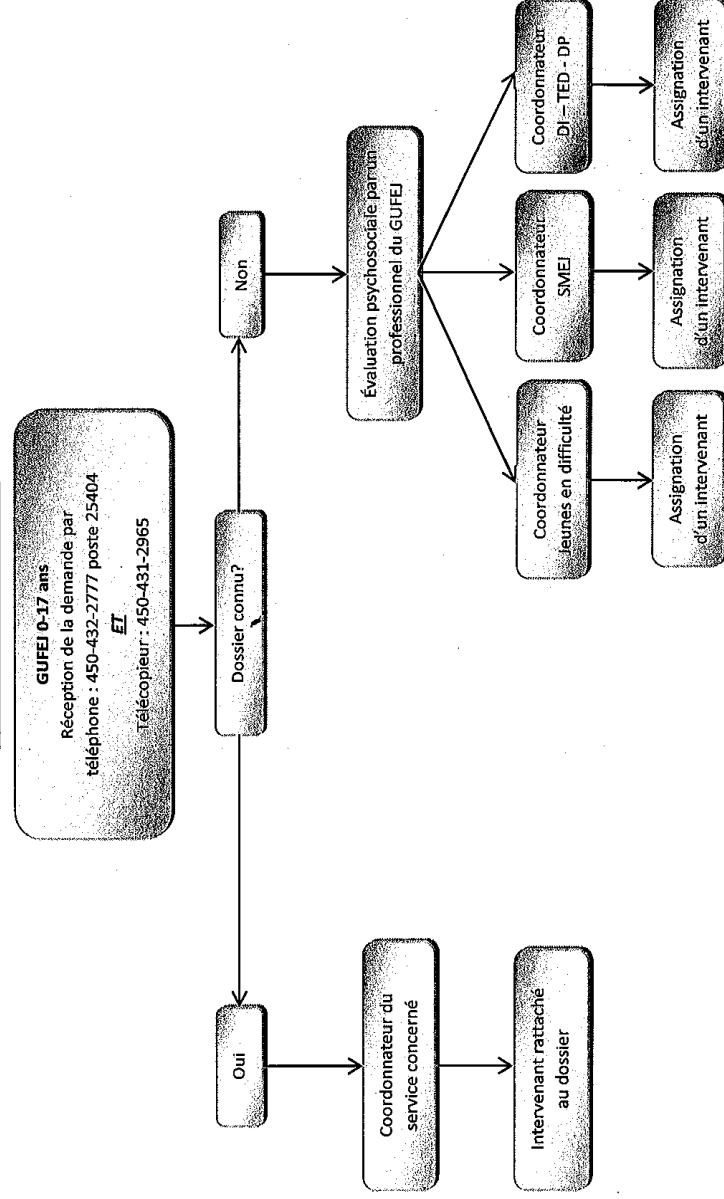 GUFEJ 0-17 ans
Réception de la demande par
téléphone : 450-432-2777 poste 25404
ET
Télécopieur : 450-431-2965
Dossier connu?
Oui
Non
Coordonnateur du
service concerné
Intervenant rattaché
au dossier
Évaluation psychosociale par un
professionnel du GUFEJ
Coordonnateur
Jeunes en difficulté
Coordonnateur
SMEJ
Coordonnateur
DI – TED - DP
Assignation
d'un intervenant
Assignation
d'un intervenant
Assignation
d'un intervenant